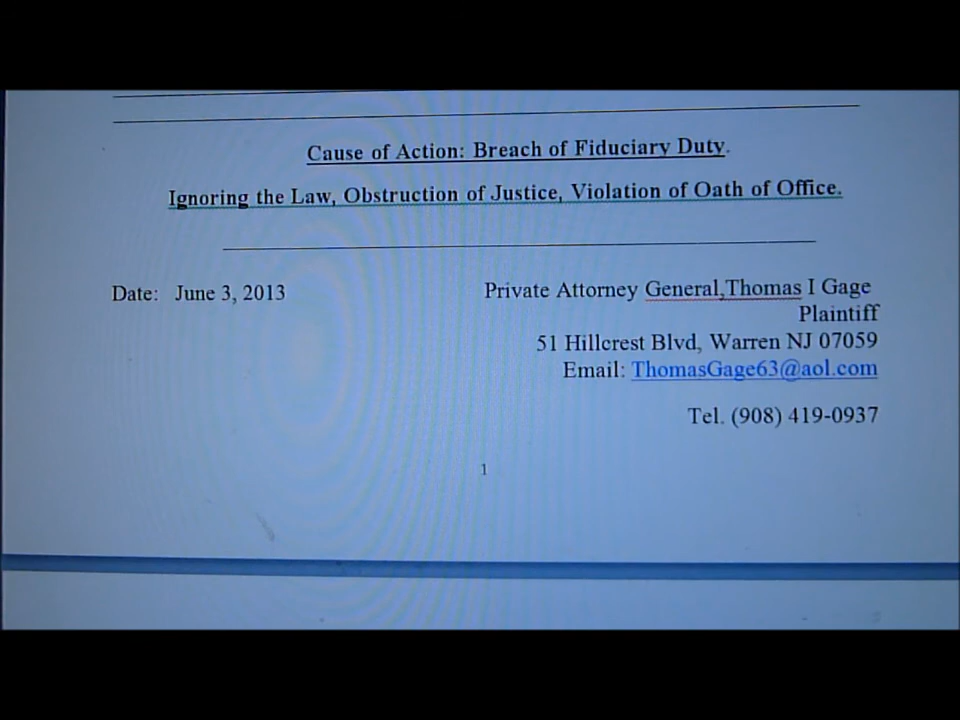 Cause of Action: Breach of Fiduciary Duty.
Ignoring the Law, Obstruction of Justice, Violation of Oath of Office.
Date: June 3, 2013
Private Attorney General,Thomas I Gage
Plaintiff
51 Hillcrest Blvd, Warren NJ 07059
Email: ThomasGage63@aol.com
Tel. (908) 419-0937
1